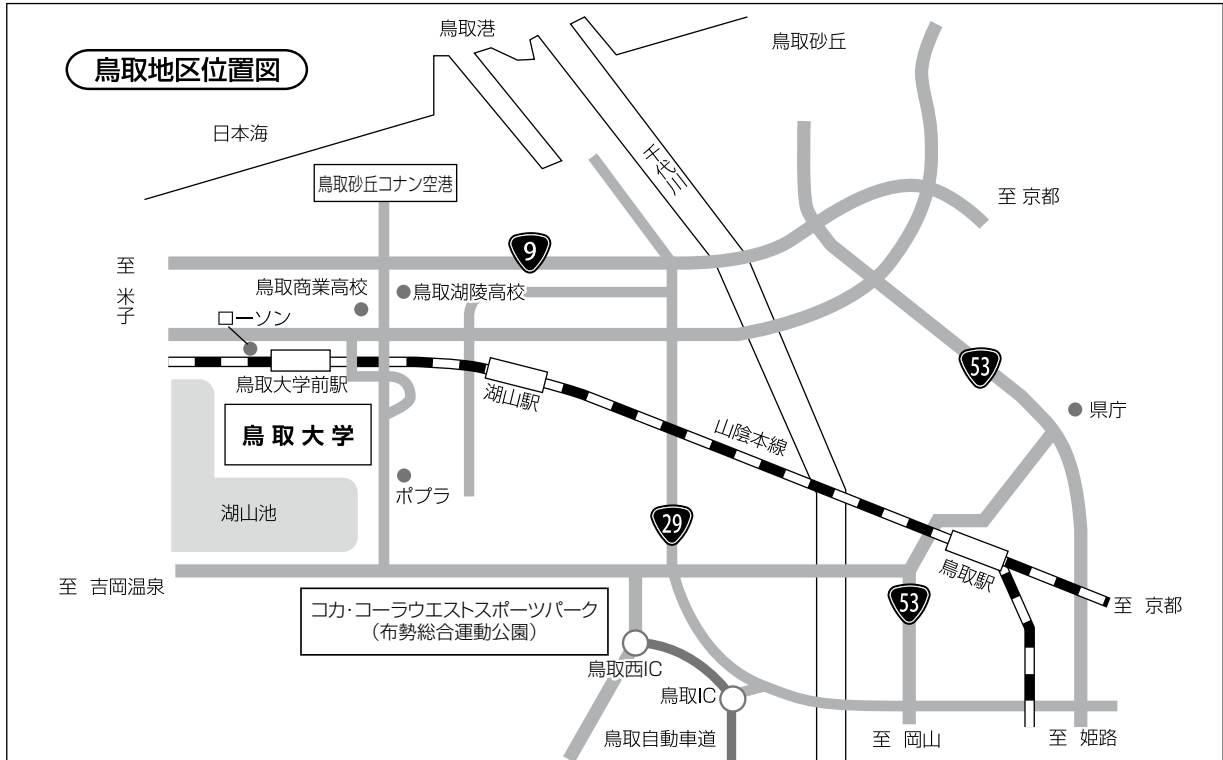 鳥取港
鳥取砂丘
鳥取地区位置図
日本海
千代川
鳥取砂丘コナン空港
至 京都
9
至 米子
鳥取商業高校
鳥取湖陵高校
ローソン
53
鳥取大学前駅
湖山駅
県庁
鳥取大学
山陰本線
ポプラ
湖山池
29
鳥取駅
至 吉岡温泉
53
至 京都
コカ・コーラウエストスポーツパーク
（布勢総合運動公園）
鳥取西IC
鳥取IC
鳥取自動車道
至 岡山
至 姫路